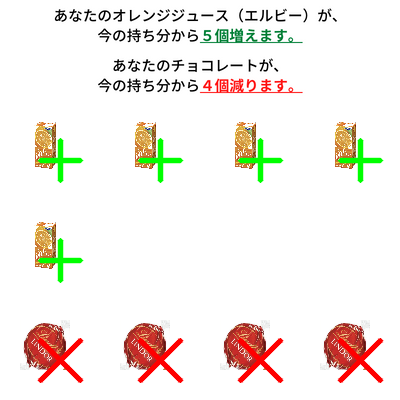 あなたのオレンジジュース（エルビー）が、
今の持ち分から５個増えます。
あなたのチョコレートが、
今の持ち分から４個減ります。
LINDOR LINDOR LINDOR LINDOR